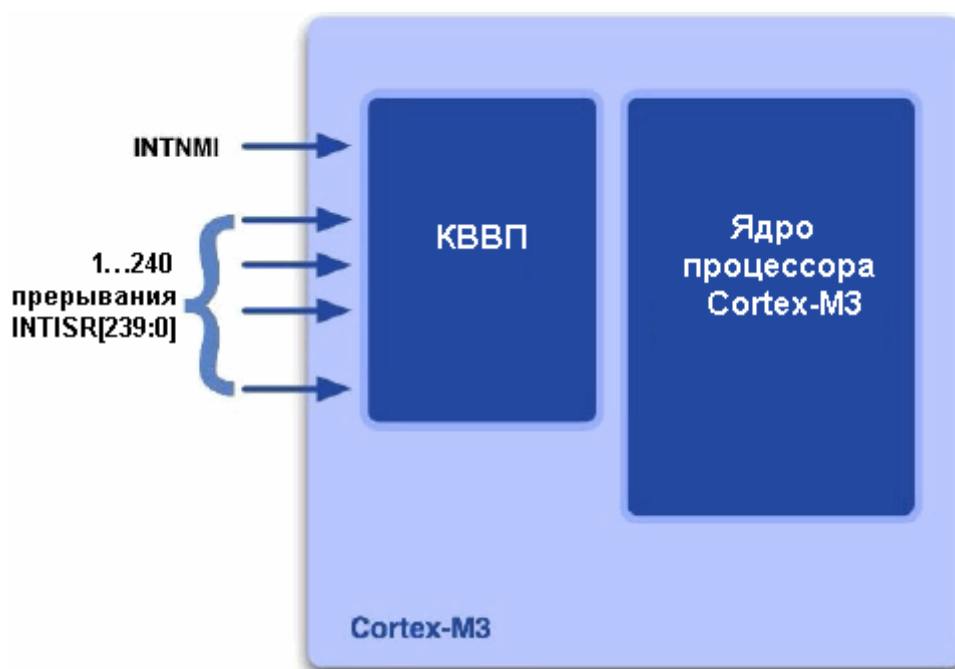 INTNMI
1...240
прерывания
INTISR[239:0]
КВВП
Ядро
процессора
Cortex-M3
Cortex-M3